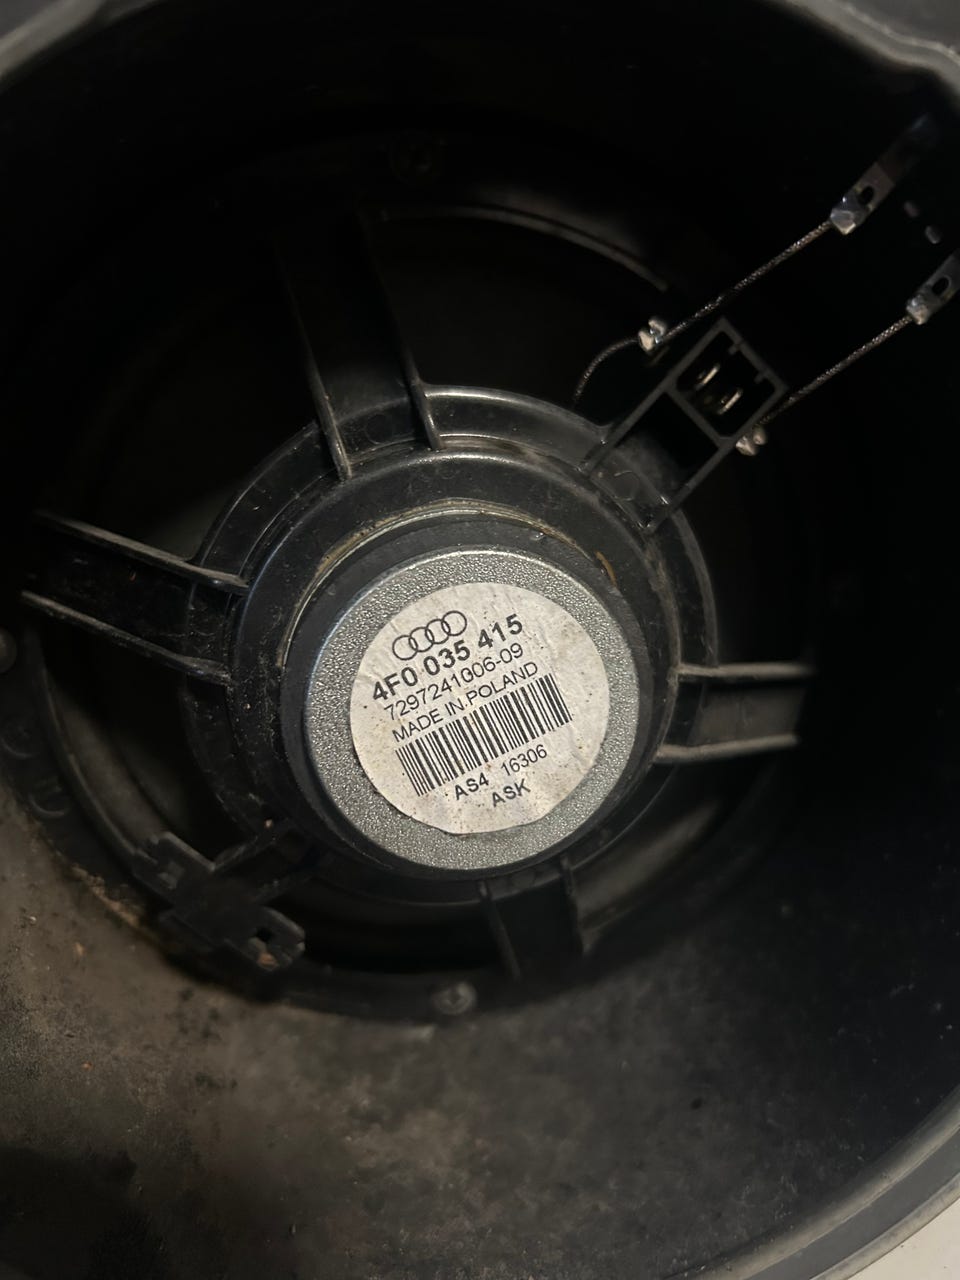 4F0 035 415
7297241006-09
MADE IN POLAND
AS4 16306
ASK